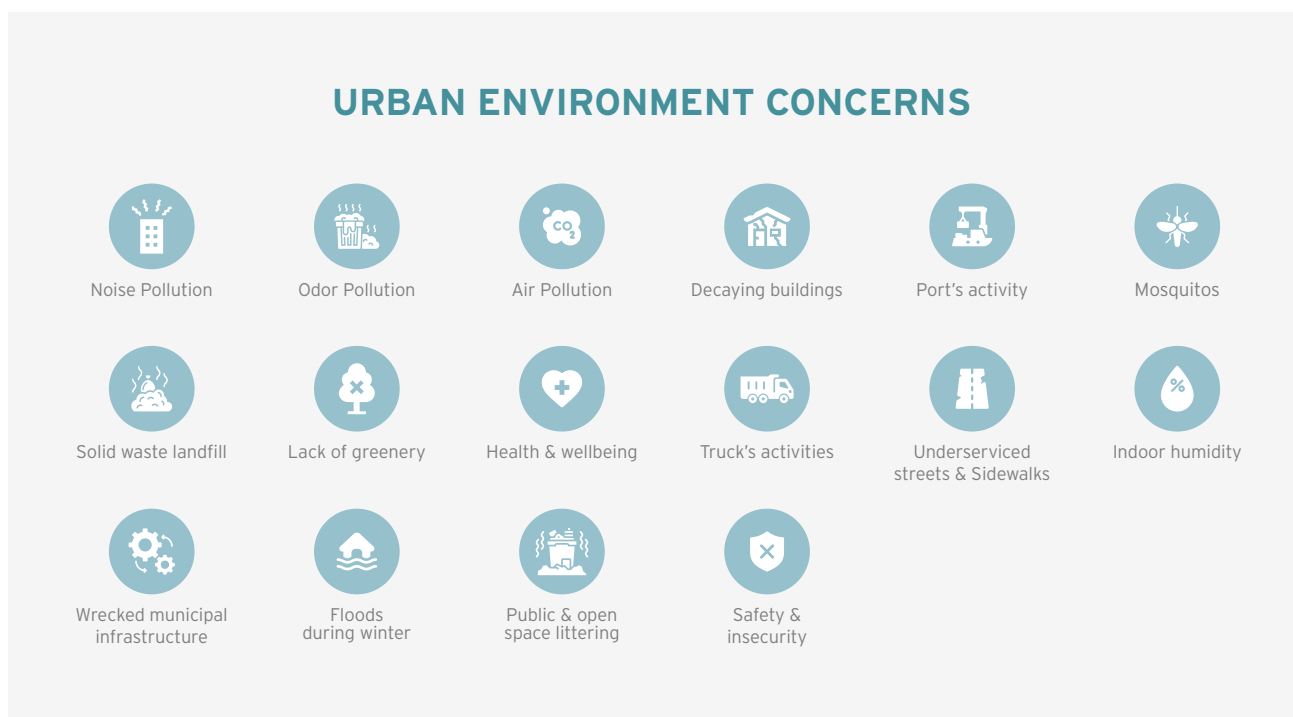 URBAN ENVIRONMENT CONCERNS
Noise Pollution
Odor Pollution
CO2
Air Pollution
Decaying buildings
Port's activity
Mosquitos
Solid waste landfill
Lack of greenery
Health & wellbeing
Truck's activities
Underserviced
streets & Sidewalks
%
Indoor humidity
Wrecked municipal
infrastructure
Floods
during winter
Public & open
space littering
Safety &
insecurity